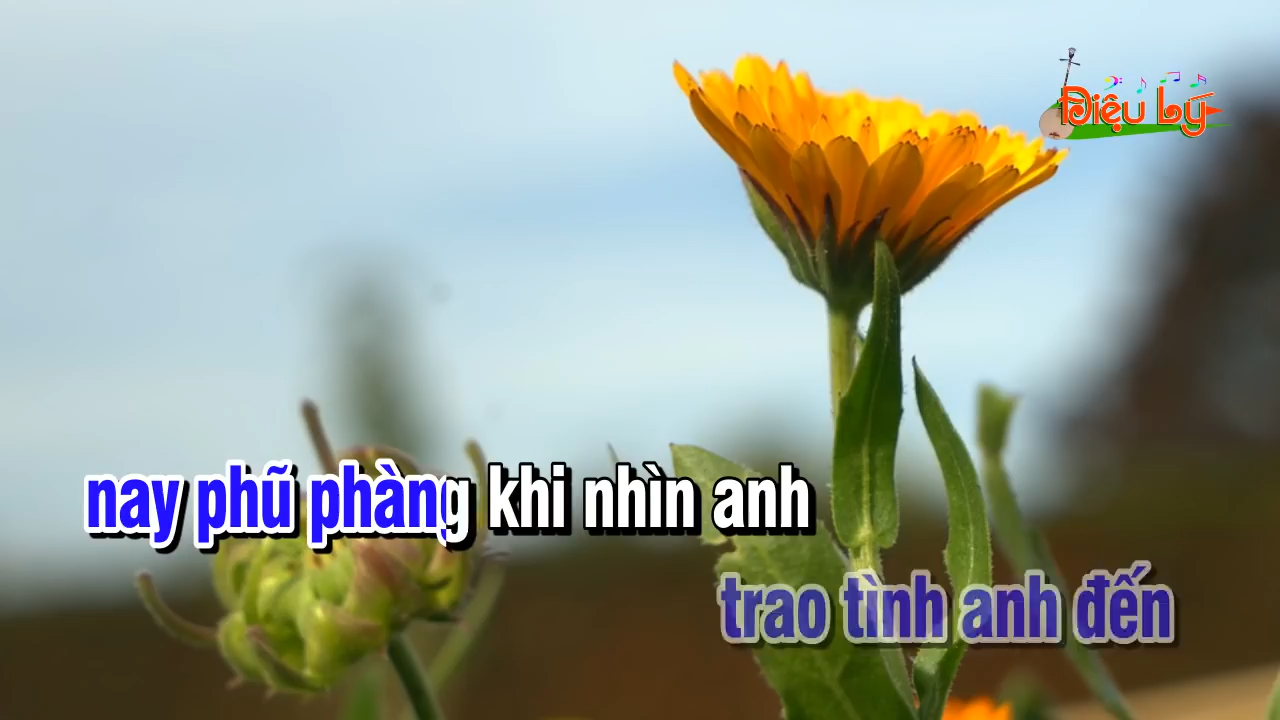 Điệu Lý
nay phũ phàng khi nhìn anh
trao tình anh đến